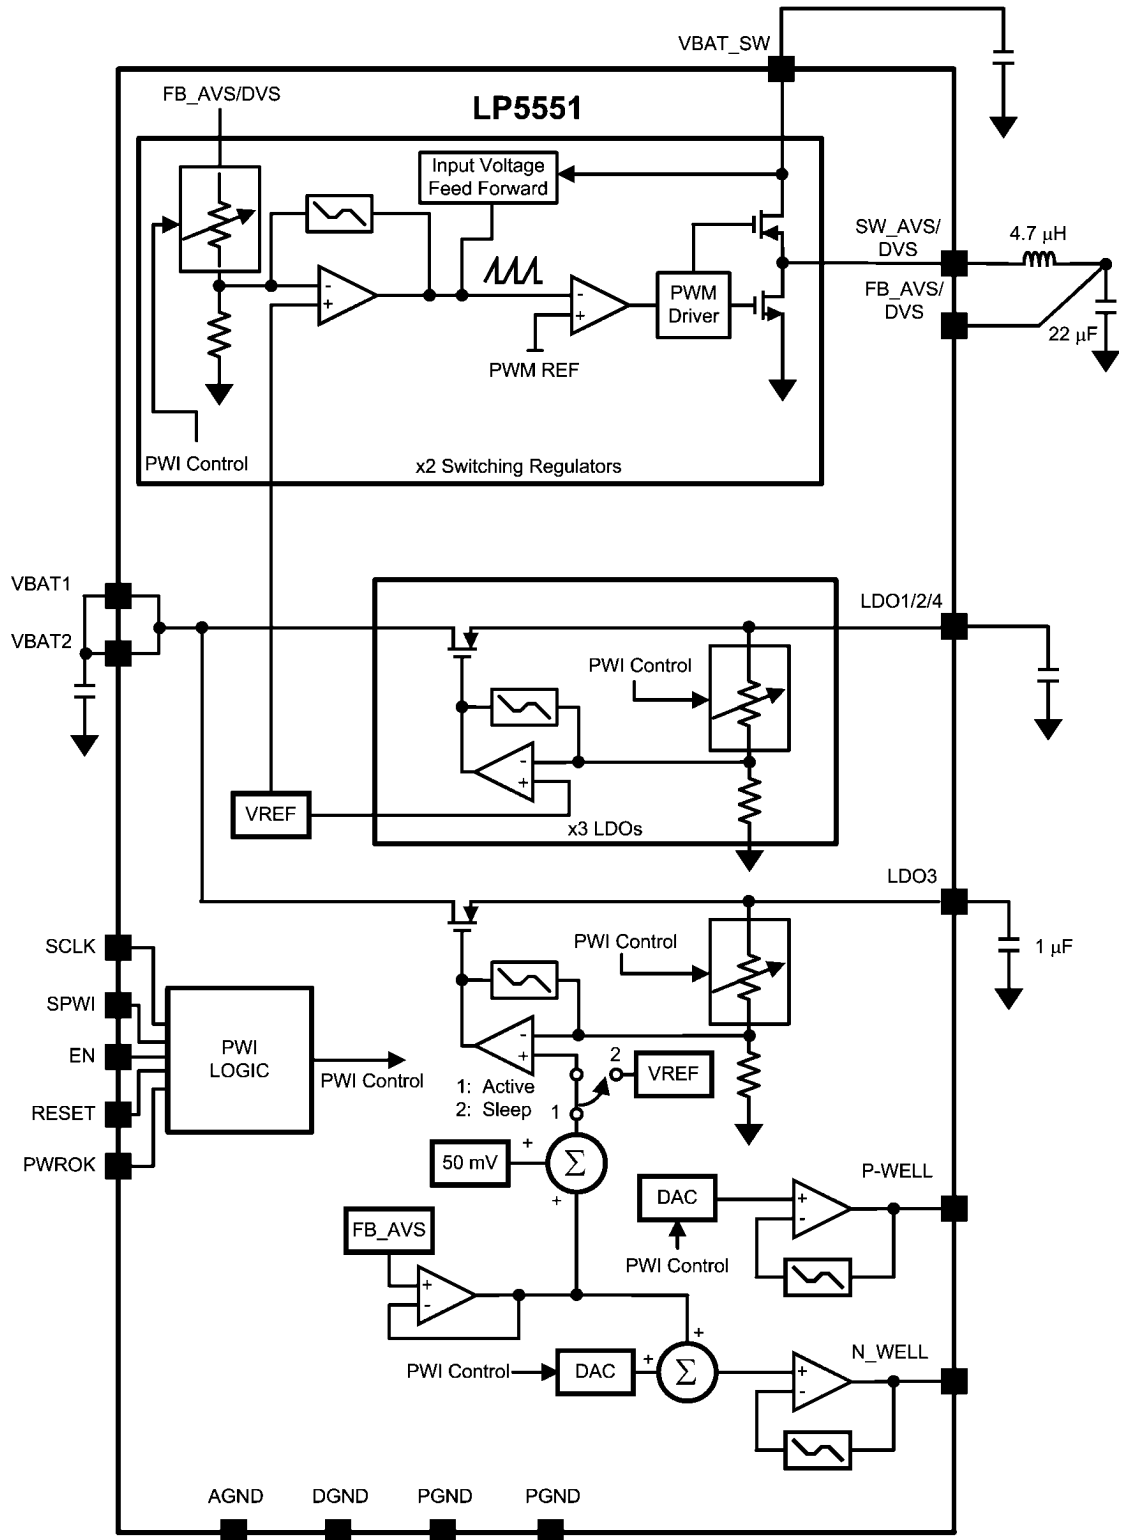 VBAT_SW
FB_AVS/DVS
LP5551
Input Voltage
Feed Forward
SW_AVS/
DVS
4.7 μH
FB_AVS/
DVS
22 μF
-
+
-
+
PWM
Driver
PWM REF
PWI Control
x2 Switching Regulators
VBAT1
VBAT2
LDO1/2/4
PWI Control
-
+
VREF
x3 LDOs
LDO3
PWI Control
1 μF
SCLK
SPWI
EN
RESET
PWROK
PWI
LOGIC
PWI Control
-
+
1: Active
2: Sleep
2
VREF
1
50 mV
+
Σ
+
P-WELL
DAC
+
-
PWI Control
FB_AVS
+
-
+
N_WELL
PWI Control
DAC
+
Σ
+
-
AGND
DGND
PGND
PGND